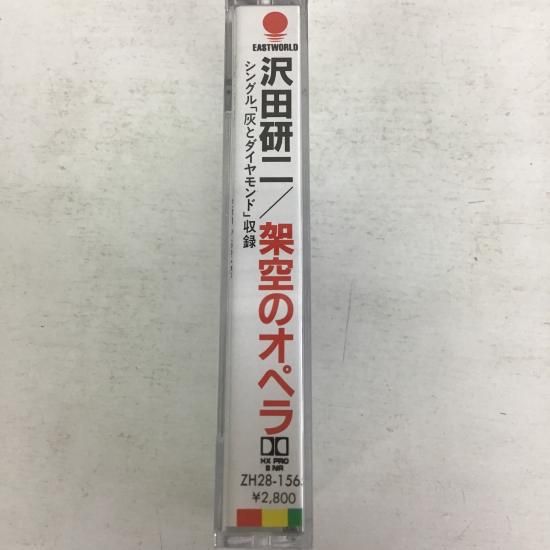 EASTWORLD
沢田研二/架空のオペラ
シングル「灰とダイヤモンド」収録
HX PRO
B NR
ZH28-156
¥2,800